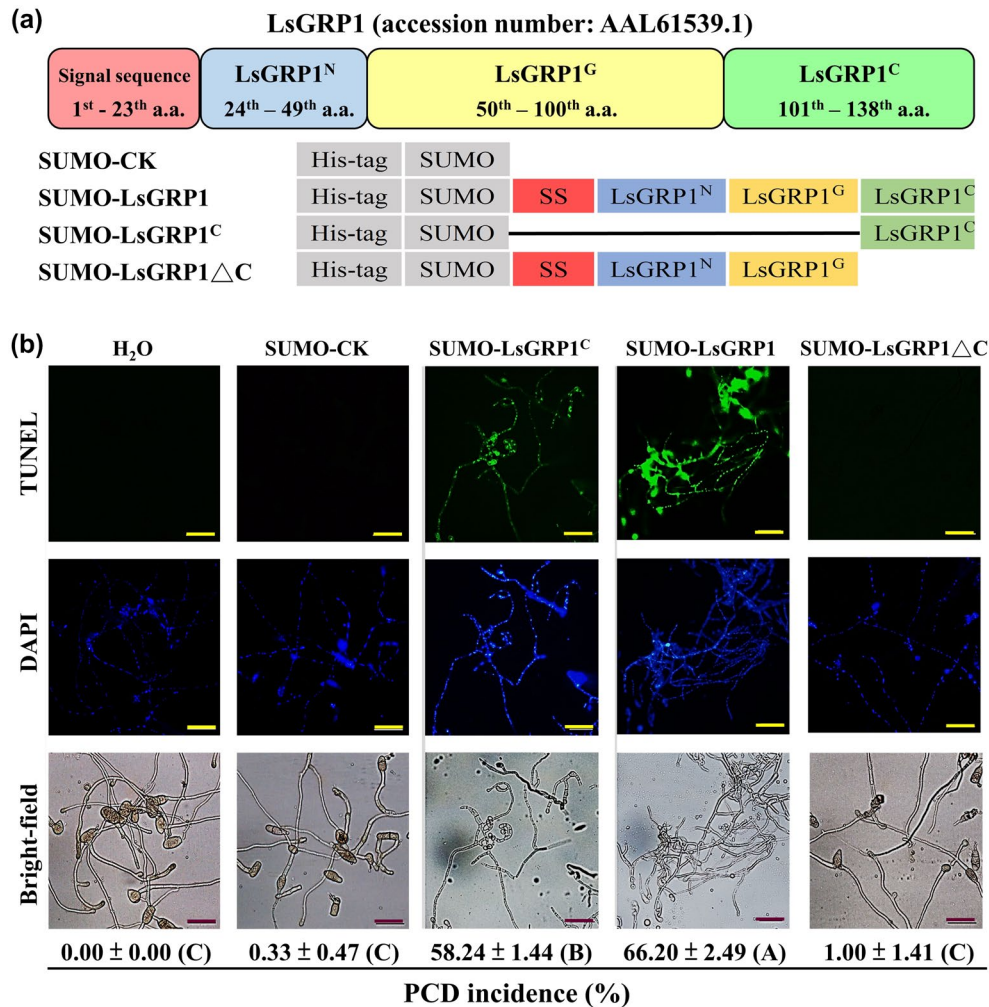 (a)
LsGRP1 (accession number: AAL61539.1)
Signal sequence LsGRP1ᴺ LsGRP1ᴳ LsGRP1ꟲ
1ˢᵗ - 23ᵗʰ a.a. 24ᵗʰ – 49ᵗʰ a.a. 50ᵗʰ – 100ᵗʰ a.a. 101ᵗʰ – 138ᵗʰ a.a.
SUMO-CK His-tag SUMO
SUMO-LsGRP1 His-tag SUMO SS LsGRP1ᴺ LsGRP1ᴳ LsGRP1ꟲ
SUMO-LsGRP1ꟲ His-tag SUMO LsGRP1ꟲ
SUMO-LsGRP1△C His-tag SUMO SS LsGRP1ᴺ LsGRP1ᴳ
(b)
H₂O SUMO-CK SUMO-LsGRP1ꟲ SUMO-LsGRP1 SUMO-LsGRP1△C
TUNEL
DAPI
Bright-field
0.00 ± 0.00 (C) 0.33 ± 0.47 (C) 58.24 ± 1.44 (B) 66.20 ± 2.49 (A) 1.00 ± 1.41 (C)
PCD incidence (%)